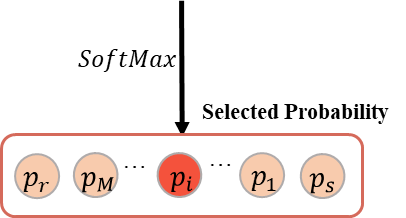 SoftMax
Selected Probability
p_r p_M ... p_i ... p_1 p_s